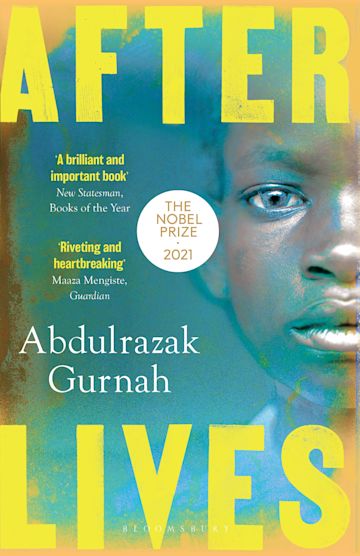 AFTER
'A brilliant and
important book'
New Statesman,
Books of the Year
THE
NOBEL
PRIZE
·
2021
'Riveting and
heartbreaking'
Maaza Mengiste,
Guardian
Abdulrazak
Gurnah
LIVES
BLOOMSBURY